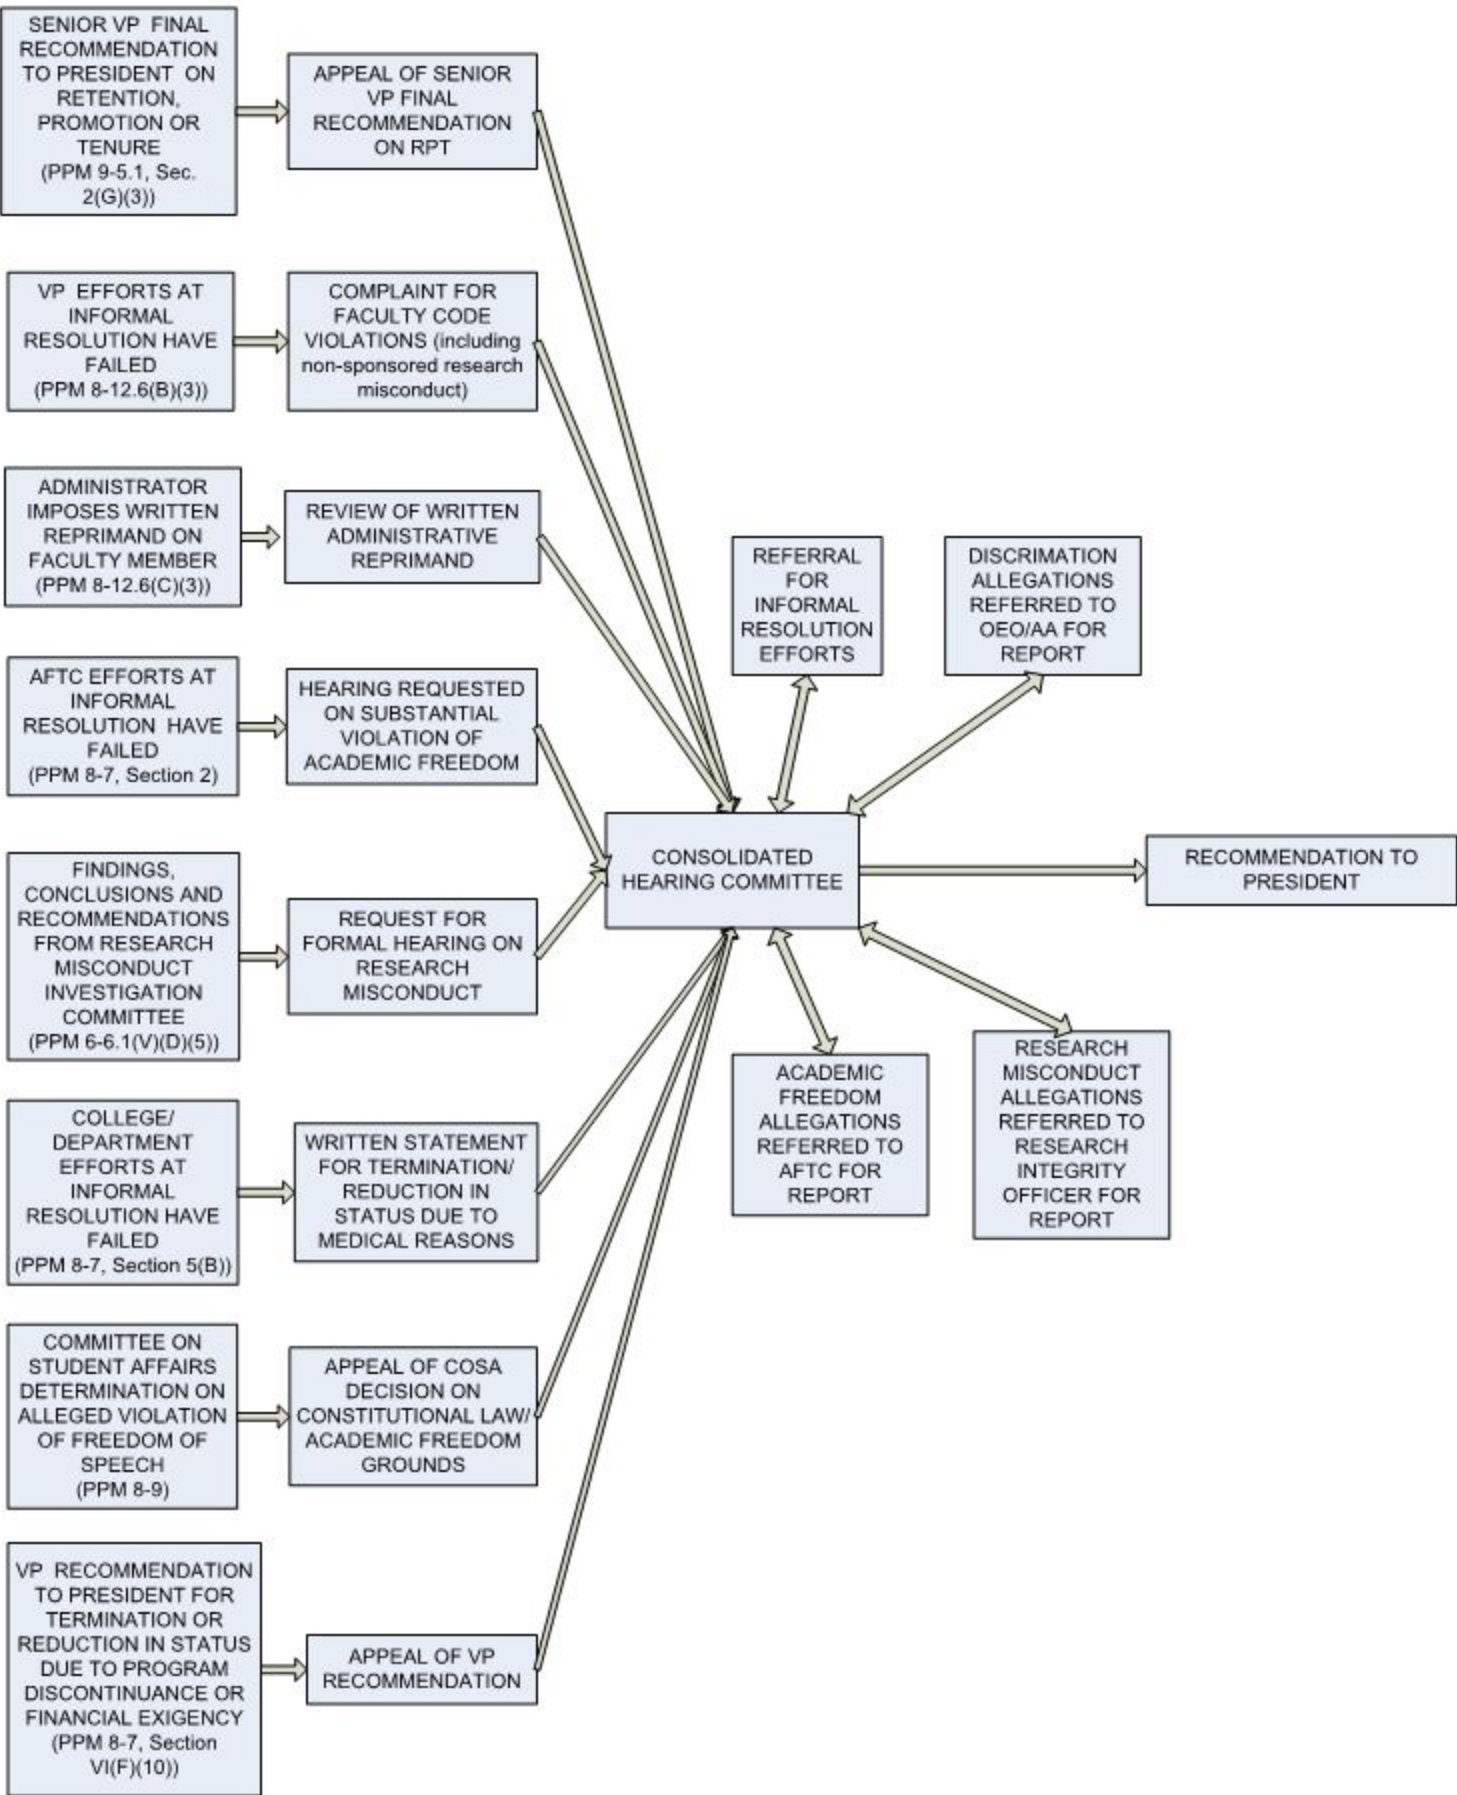 SENIOR VP FINAL
RECOMMENDATION
TO PRESIDENT ON
RETENTION,
PROMOTION OR
TENURE
(PPM 9-5.1, Sec.
2(G)(3))
APPEAL OF SENIOR
VP FINAL
RECOMMENDATION
ON RPT
VP EFFORTS AT
INFORMAL
RESOLUTION HAVE
FAILED
(PPM 8-12.6(B)(3))
COMPLAINT FOR
FACULTY CODE
VIOLATIONS (including
non-sponsored research
misconduct)
ADMINISTRATOR
IMPOSES WRITTEN
REPRIMAND ON
FACULTY MEMBER
(PPM 8-12.6(C)(3))
REVIEW OF WRITTEN
ADMINISTRATIVE
REPRIMAND
AFTC EFFORTS AT
INFORMAL
RESOLUTION HAVE
FAILED
(PPM 8-7, Section 2)
HEARING REQUESTED
ON SUBSTANTIAL
VIOLATION OF
ACADEMIC FREEDOM
FINDINGS,
CONCLUSIONS AND
RECOMMENDATIONS
FROM RESEARCH
MISCONDUCT
INVESTIGATION
COMMITTEE
(PPM 6-6.1(V)(D)(5))
REQUEST FOR
FORMAL HEARING ON
RESEARCH
MISCONDUCT
COLLEGE/
DEPARTMENT
EFFORTS AT
INFORMAL
RESOLUTION HAVE
FAILED
(PPM 8-7, Section 5(B))
WRITTEN STATEMENT
FOR TERMINATION/
REDUCTION IN
STATUS DUE TO
MEDICAL REASONS
COMMITTEE ON
STUDENT AFFAIRS
DETERMINATION ON
ALLEGED VIOLATION
OF FREEDOM OF
SPEECH
(PPM 8-9)
APPEAL OF COSA
DECISION ON
CONSTITUTIONAL LAW/
ACADEMIC FREEDOM
GROUNDS
VP RECOMMENDATION
TO PRESIDENT FOR
TERMINATION OR
REDUCTION IN STATUS
DUE TO PROGRAM
DISCONTINUANCE OR
FINANCIAL EXIGENCY
(PPM 8-7, Section
VI(F)(10))
APPEAL OF VP
RECOMMENDATION
REFERRAL
FOR
INFORMAL
RESOLUTION
EFFORTS
DISCRIMATION
ALLEGATIONS
REFERRED TO
OEO/AA FOR
REPORT
CONSOLIDATED
HEARING COMMITTEE
RECOMMENDATION TO
PRESIDENT
ACADEMIC
FREEDOM
ALLEGATIONS
REFERRED TO
AFTC FOR
REPORT
RESEARCH
MISCONDUCT
ALLEGATIONS
REFERRED TO
RESEARCH
INTEGRITY
OFFICER FOR
REPORT